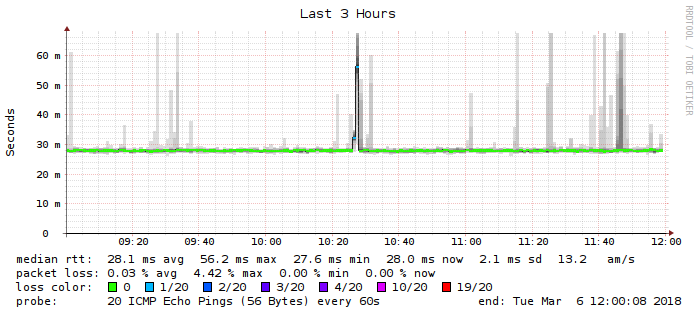 Last 3 Hours
RRDTOOL / TOBI OETIKER
Seconds
60 m
50 m
40 m
30 m
20 m
10 m
0
09:20 09:40 10:00 10:20 10:40 11:00 11:20 11:40 12:00
median rtt: 28.1 ms avg 56.2 ms max 27.6 ms min 28.0 ms now 2.1 ms sd 13.2 am/s
packet loss: 0.03 % avg 4.42 % max 0.00 % min 0.00 % now
loss color: 0 1/20 2/20 3/20 4/20 10/20 19/20
probe: 20 ICMP Echo Pings (56 Bytes) every 60s end: Tue Mar 6 12:00:08 2018